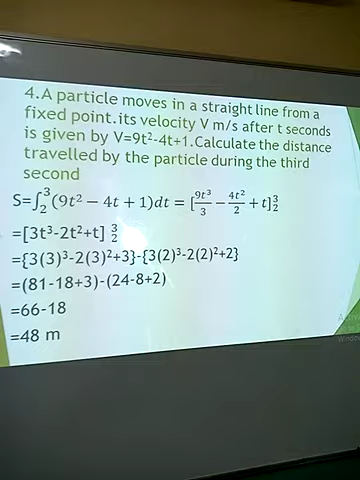 4.A particle moves in a straight line from a
fixed point.its velocity V m/s after t seconds
is given by V=9t²-4t+1.Calculate the distance
travelled by the particle during the third
second
S=∫₂³(9t² − 4t + 1)dt = [9t³/3 − 4t²/2 + t]³₂
=[3t³-2t²+t] ³₂
={3(3)³-2(3)²+3}-{3(2)³-2(2)²+2}
=(81-18+3)-(24-8+2)
=66-18
=48 m